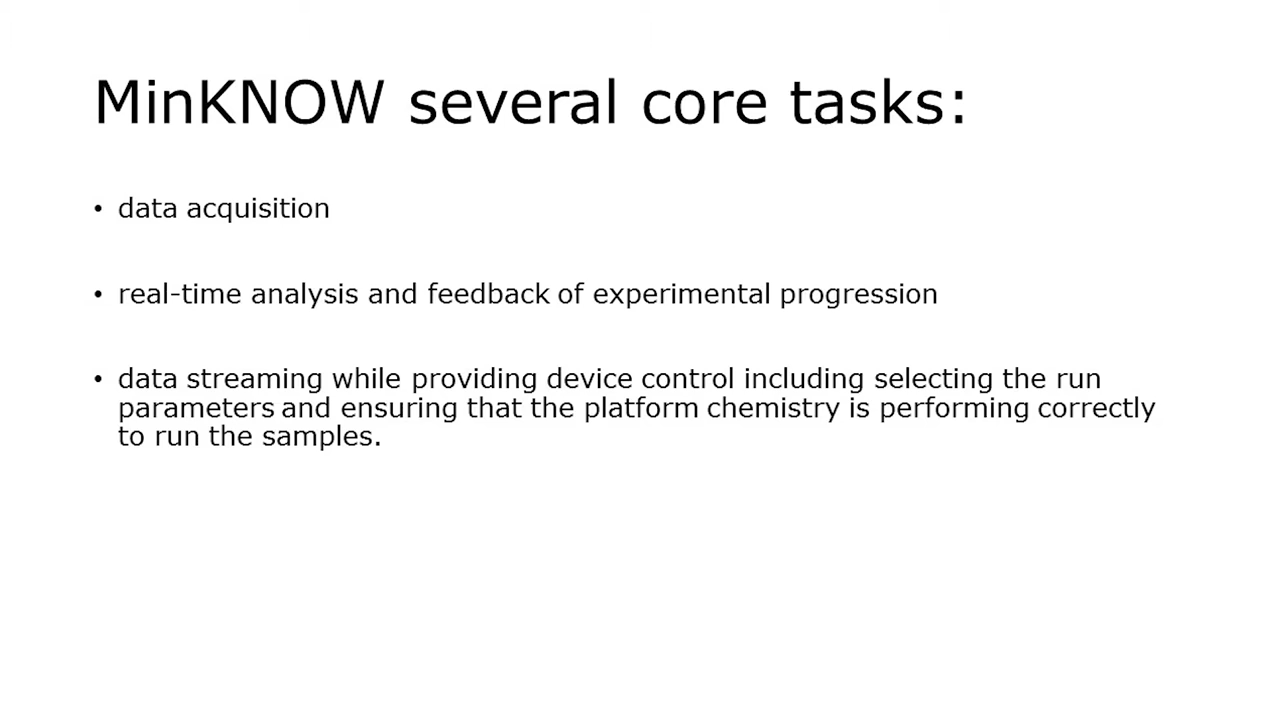 MinKNOW several core tasks:
• data acquisition
• real-time analysis and feedback of experimental progression
• data streaming while providing device control including selecting the run
parameters and ensuring that the platform chemistry is performing correctly
to run the samples.